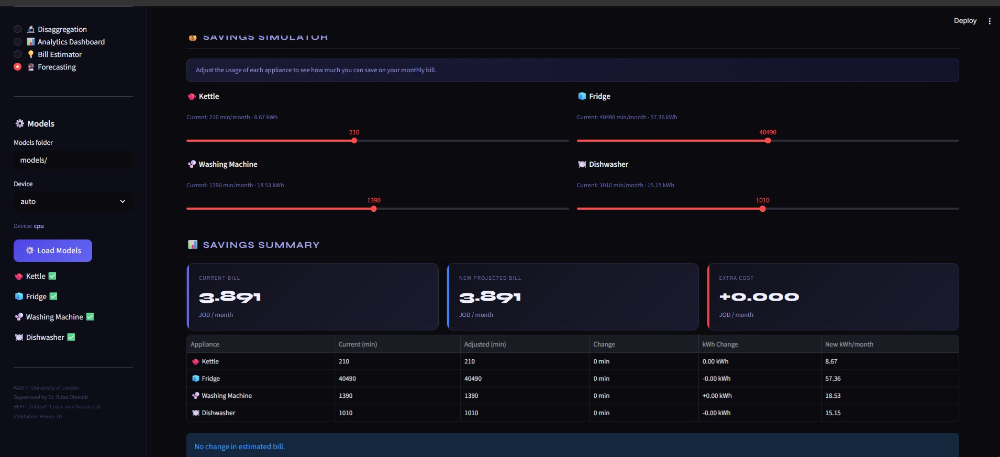 Disaggregation
Analytics Dashboard
Bill Estimator
Forecasting
Models
Models folder
models/
Device
auto
Device: cpu
Load Models
Kettle
Fridge
Washing Machine
Dishwasher
KASIT · University of Jordan
Supervised by Dr. Ruba Obiedat
REFIT Dataset · Leave-one-house-out
Validation: House 20
Deploy
SAVINGS SIMULATOR
Adjust the usage of each appliance to see how much you can save on your monthly bill.
Kettle
Current: 210 min/month · 8.67 kWh
210
Fridge
Current: 40490 min/month · 57.36 kWh
40490
Washing Machine
Current: 1390 min/month · 18.53 kWh
1390
Dishwasher
Current: 1010 min/month · 15.15 kWh
1010
SAVINGS SUMMARY
CURRENT BILL
3.891
JOD / month
NEW PROJECTED BILL
3.891
JOD / month
EXTRA COST
+0.000
JOD / month
Appliance Current (min) Adjusted (min) Change kWh Change New kWh/month
Kettle 210 210 0 min 0.00 kWh 8.67
Fridge 40490 40490 0 min -0.00 kWh 57.36
Washing Machine 1390 1390 0 min +0.00 kWh 18.53
Dishwasher 1010 1010 0 min -0.00 kWh 15.15
No change in estimated bill.